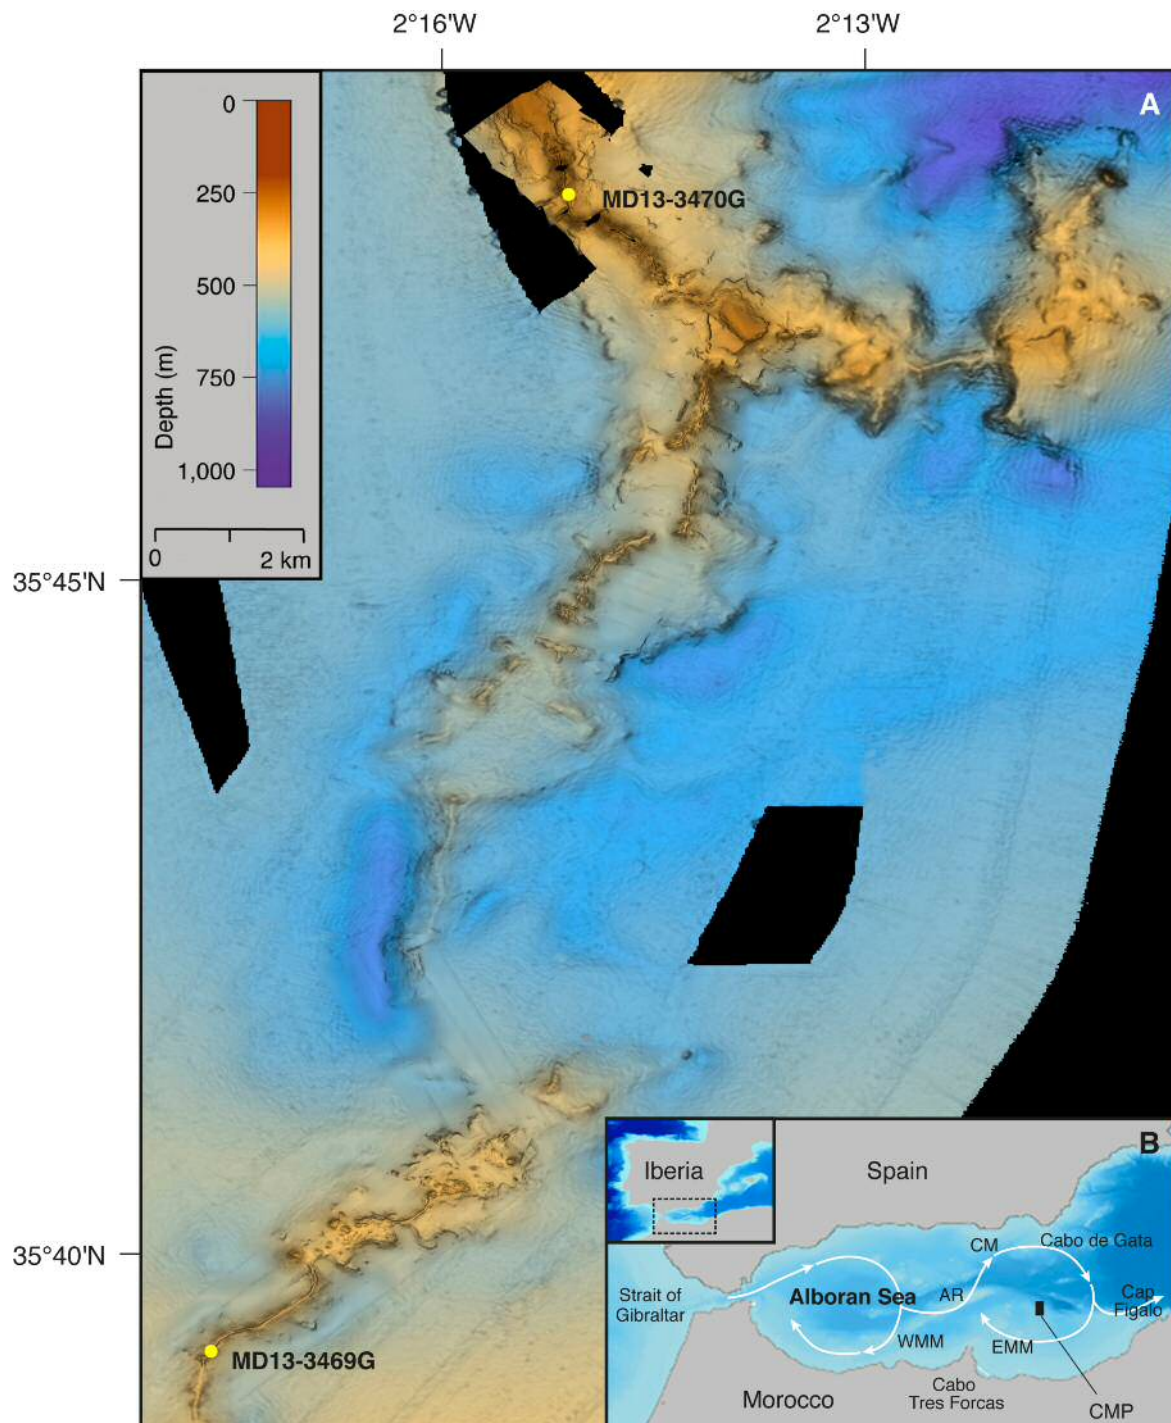 2°16'W
2°13'W
A
0
250
500
750
1,000
Depth (m)
0
2 km
MD13-3470G
35°45'N
35°40'N
MD13-3469G
B
Iberia
Spain
CM
Cabo de Gata
Strait of
Gibraltar
Alboran Sea
AR
Cap
Figalo
WMM
EMM
Morocco
Cabo
Tres Forcas
CMP